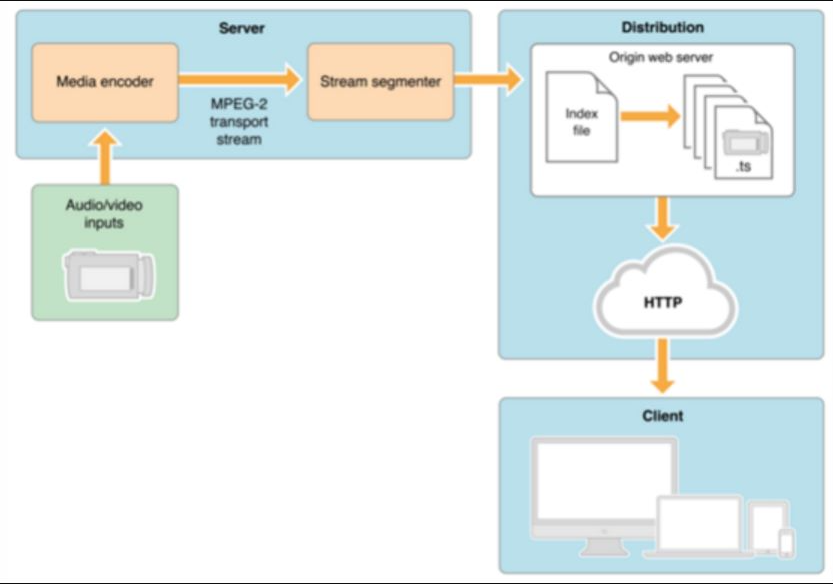 Server
Media encoder
MPEG-2
transport
stream
Stream segmenter
Audio/video
inputs
Distribution
Origin web server
Index
file
.ts
HTTP
Client